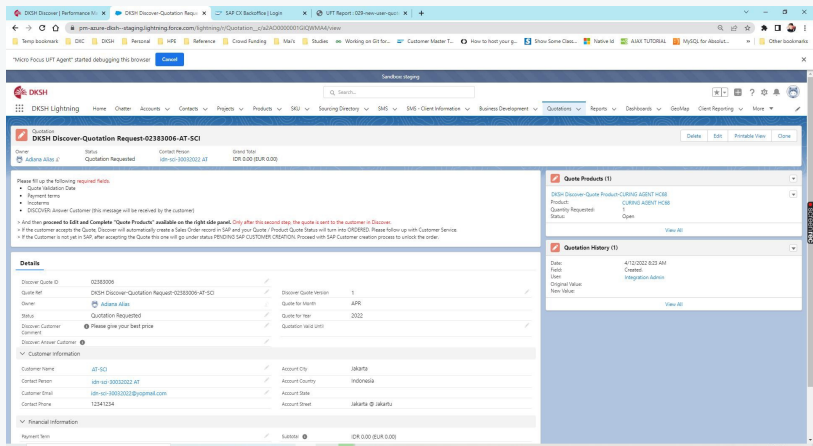 DKSH Discover | Performance Mo
DKSH Discover-Quotation Reque
SAP CX Backoffice | Login
UFT Report : 029-new-user-quot
pm-azure-dkc--staging.lightning.force.com/lightning/r/Quotation__c/a2AO0000001GIQWMA4/view
Temp bookmark DKC DKSH Personal HPE Reference Crowd Funding Mai's Studies Working on Git for... Customer Master T... How to host your g... Show Some Class... Native Id AJAX TUTORIAL MySQL for Absolut... » Other bookmarks
"Micro Focus UFT Agent" started debugging this browser Cancel
Sandbox: staging
DKSH
Search...
DKSH Lightning Home Chatter Accounts Contacts Projects Products SKU Sourcing Directory SMS SMS - Client Information Business Development Quotations Reports Dashboards GeoMap Client Reporting More
Quotation
DKSH Discover-Quotation Request-02383006-AT-SCI
Delete Edit Printable View Clone
Owner Status Contact Person Grand Total
Adiana Alias Quotation Requested idn-sci-30032022 AT IDR 0.00 (EUR 0.00)
Please fill up the following required fields.
• Quote Validation Date
• Payment terms
• Incoterms
• DISCOVER: Answer Customer (this message will be received by the customer)
> And then proceed to Edit and Complete "Quote Products" available on the right side panel. Only after this second step, the quote is sent to the customer in Discover.
> If the customer accepts the Quote, Discover will automatically create a Sales Order record in SAP and your Quote / Product Quote Status will turn into ORDERED. Please follow up with Customer Service.
> If the Customer is not yet in SAP, after accepting the Quote this one will go under status PENDING SAP CUSTOMER CREATION. Proceed with SAP Customer creation process to unlock the order.
Details
Discover Quote ID 02383006
Quote Ref DKSH Discover-Quotation Request-02383006-AT-SCI Discover Quote Version 1
Owner Adiana Alias Quote for Month APR
Status Quotation Requested Quote for Year 2022
Discover: Customer Comment Please give your best price Quotation Valid Until
Discover: Answer Customer
Customer Information
Customer Name AT-SCI Account City Jakarta
Contact Person idn-sci-30032022 AT Account Country Indonesia
Customer Email idn-sci-30032022@yopmail.com Account State
Contact Phone 12341234 Account Street Jakarta @ Jakartu
Financial Information
Payment Term Subtotal IDR 0.00 (EUR 0.00)
Quote Products (1)
DKSH Discover-Quote Product-CURING AGENT HC66
Product: CURING AGENT HC66
Quantity Requested: 1
Status: Open
View All
Quotation History (1)
Date: 4/12/2022 8:23 AM
Field: Created.
User: Integration Admin
Original Value:
New Value:
View All